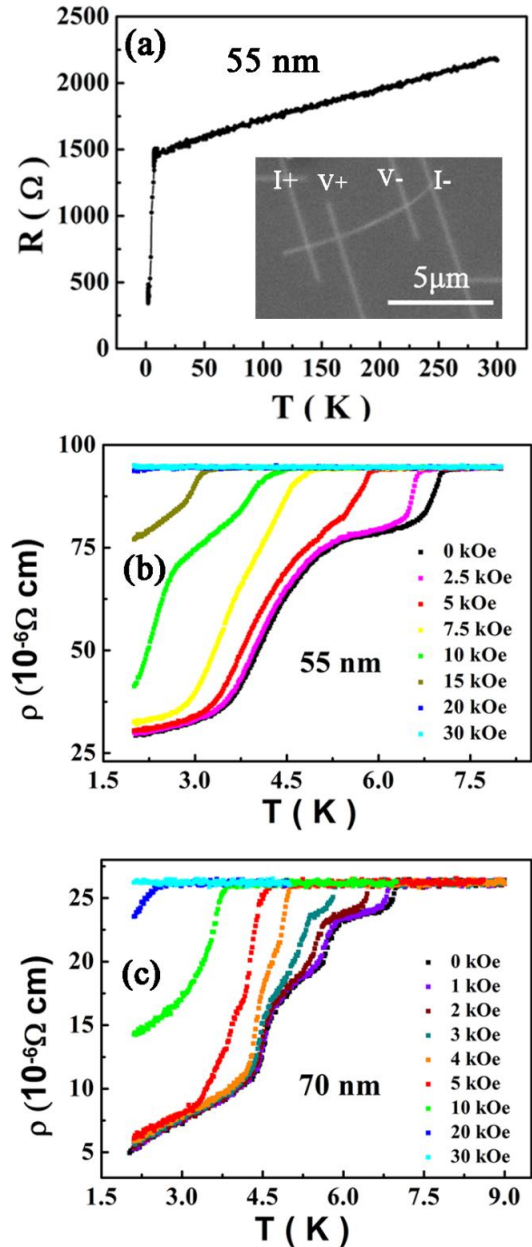 (a)
55 nm
R ( Ω )
2500
2000
1500
1000
500
0
I+ V+ V- I-
5μm
0 50 100 150 200 250 300
T ( K )
(b)
ρ (10-6Ω cm)
100
75
50
25
0 kOe
2.5 kOe
5 kOe
7.5 kOe
10 kOe
15 kOe
20 kOe
30 kOe
55 nm
1.5 3.0 4.5 6.0 7.5
T ( K )
(c)
ρ (10-6Ω cm)
25
20
15
10
5
0 kOe
1 kOe
2 kOe
3 kOe
4 kOe
5 kOe
10 kOe
20 kOe
30 kOe
70 nm
1.5 3.0 4.5 6.0 7.5 9.0
T ( K )